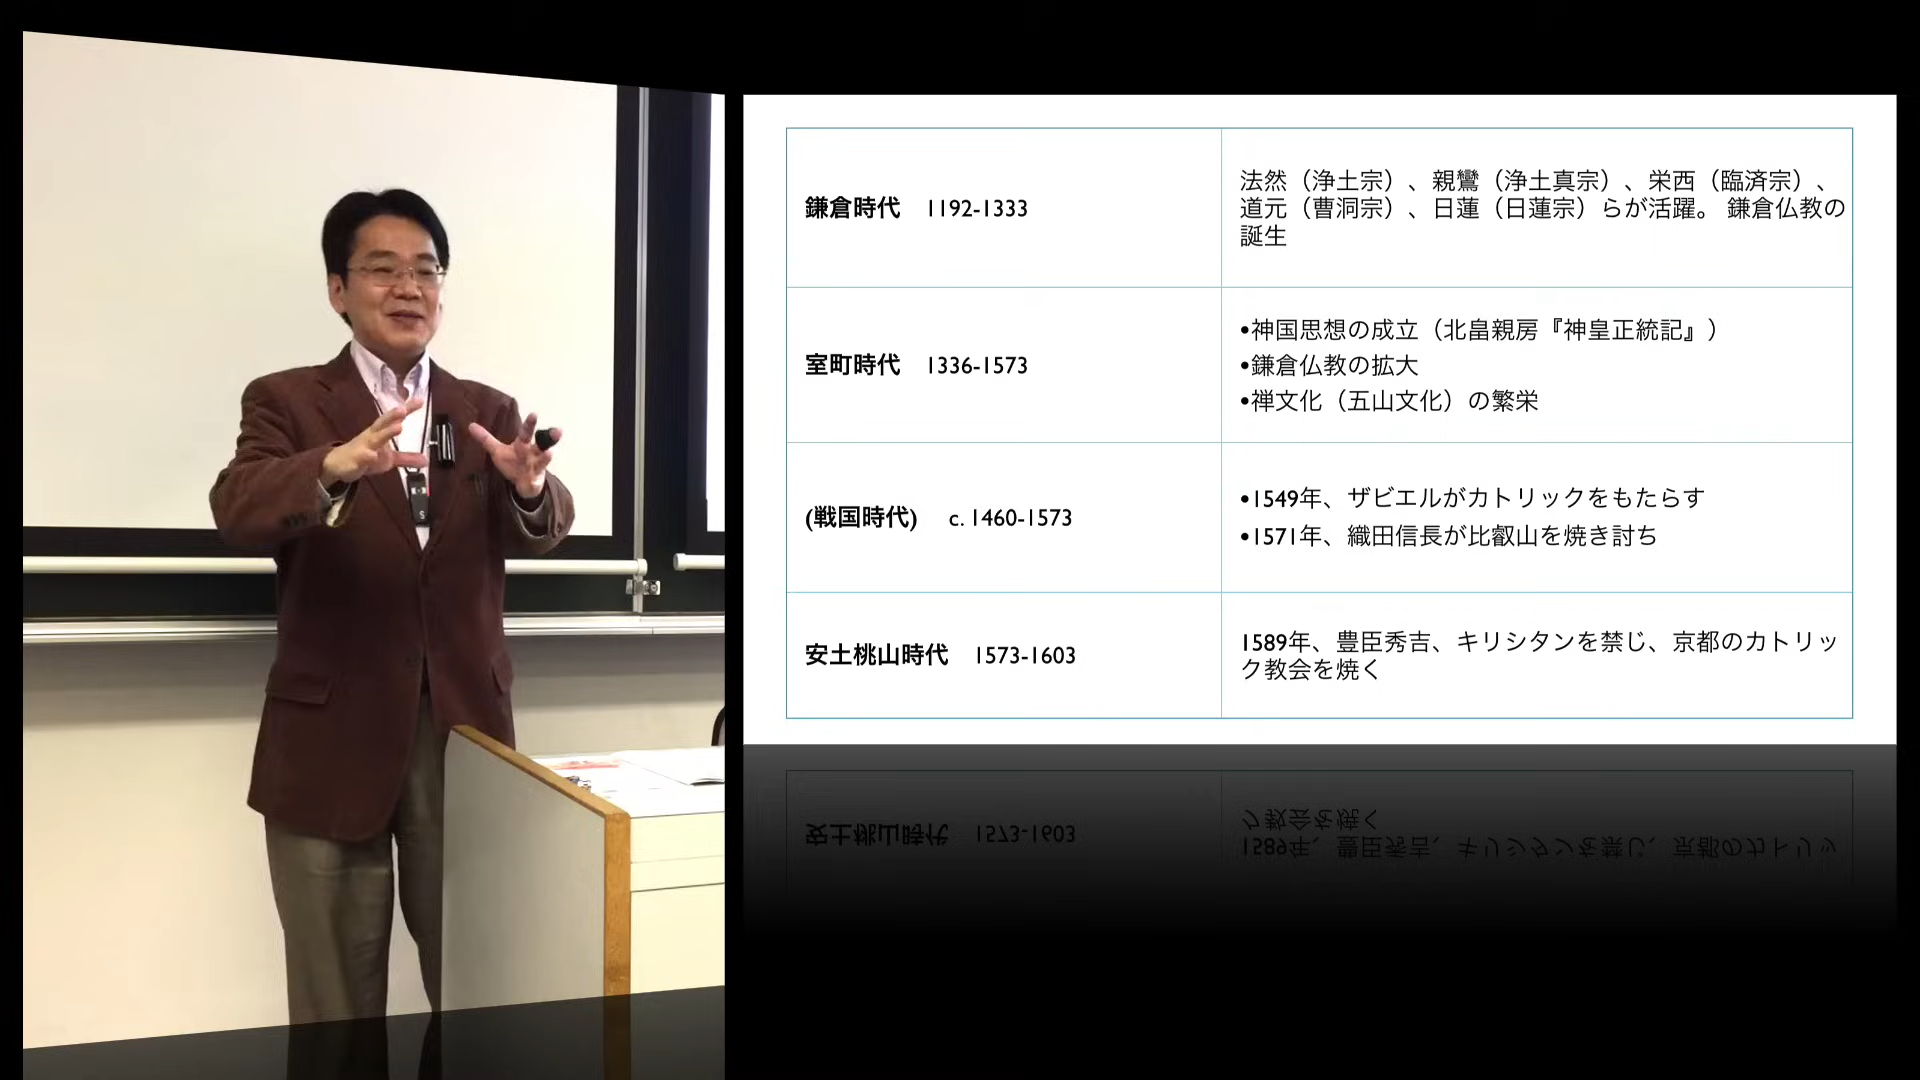 鎌倉時代 1192-1333
法然（浄土宗）、親鸞（浄土真宗）、栄西（臨済宗）、
道元（曹洞宗）、日蓮（日蓮宗）らが活躍。 鎌倉仏教の
誕生
室町時代 1336-1573
•神国思想の成立（北畠親房『神皇正統記』）
•鎌倉仏教の拡大
•禅文化（五山文化）の繁栄
(戦国時代) c. 1460-1573
•1549年、ザビエルがカトリックをもたらす
•1571年、織田信長が比叡山を焼き討ち
安土桃山時代 1573-1603
1589年、豊臣秀吉、キリシタンを禁じ、京都のカトリッ
ク教会を焼く
S